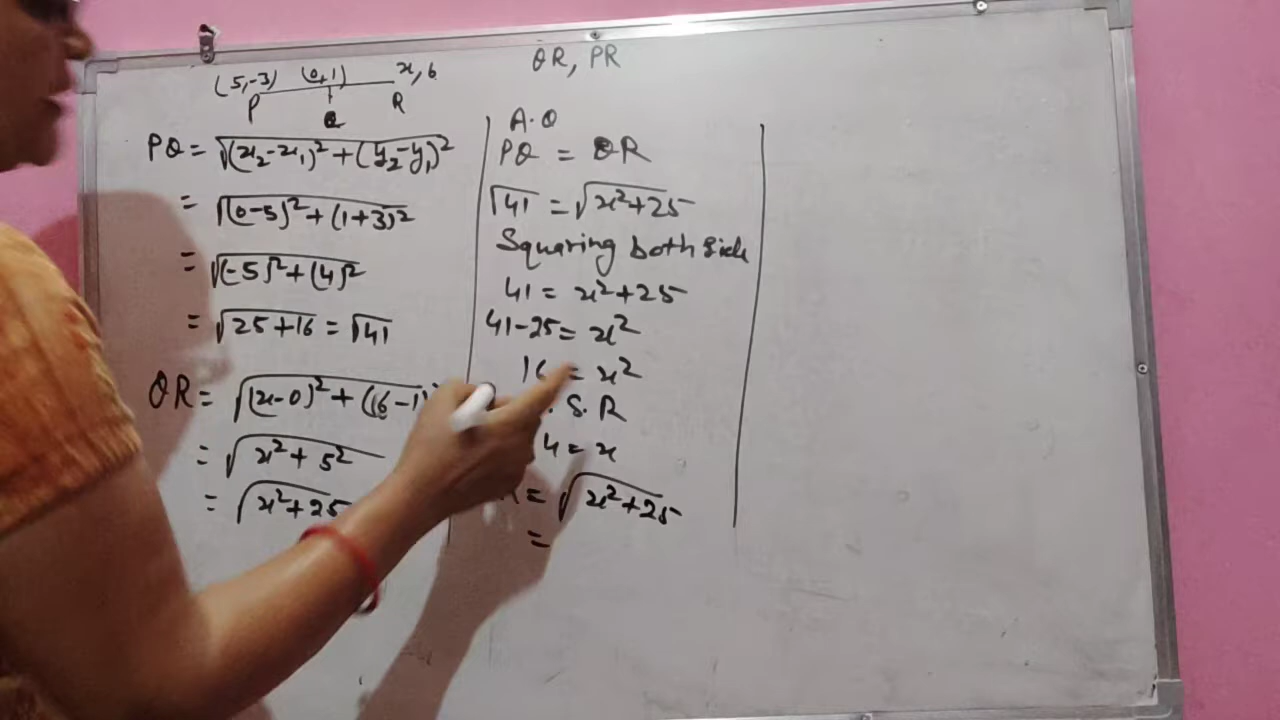 (5,-3) (0,1) x, 6
P Q R
PQ = √(x₂-x₁)²+(y₂-y₁)²
= √(0-5)²+(1+3)²
= √(-5)²+(4)²
= √25+16 = √41
QR = √(x-0)²+(6-1)
= √x²+5²
= √x²+25
QR, PR
A.Q
PQ = QR
√41 = √x²+25
Squaring both side
41 = x²+25
41-25 = x²
16 = x²
S.R
4 = x
= √x²+25
=